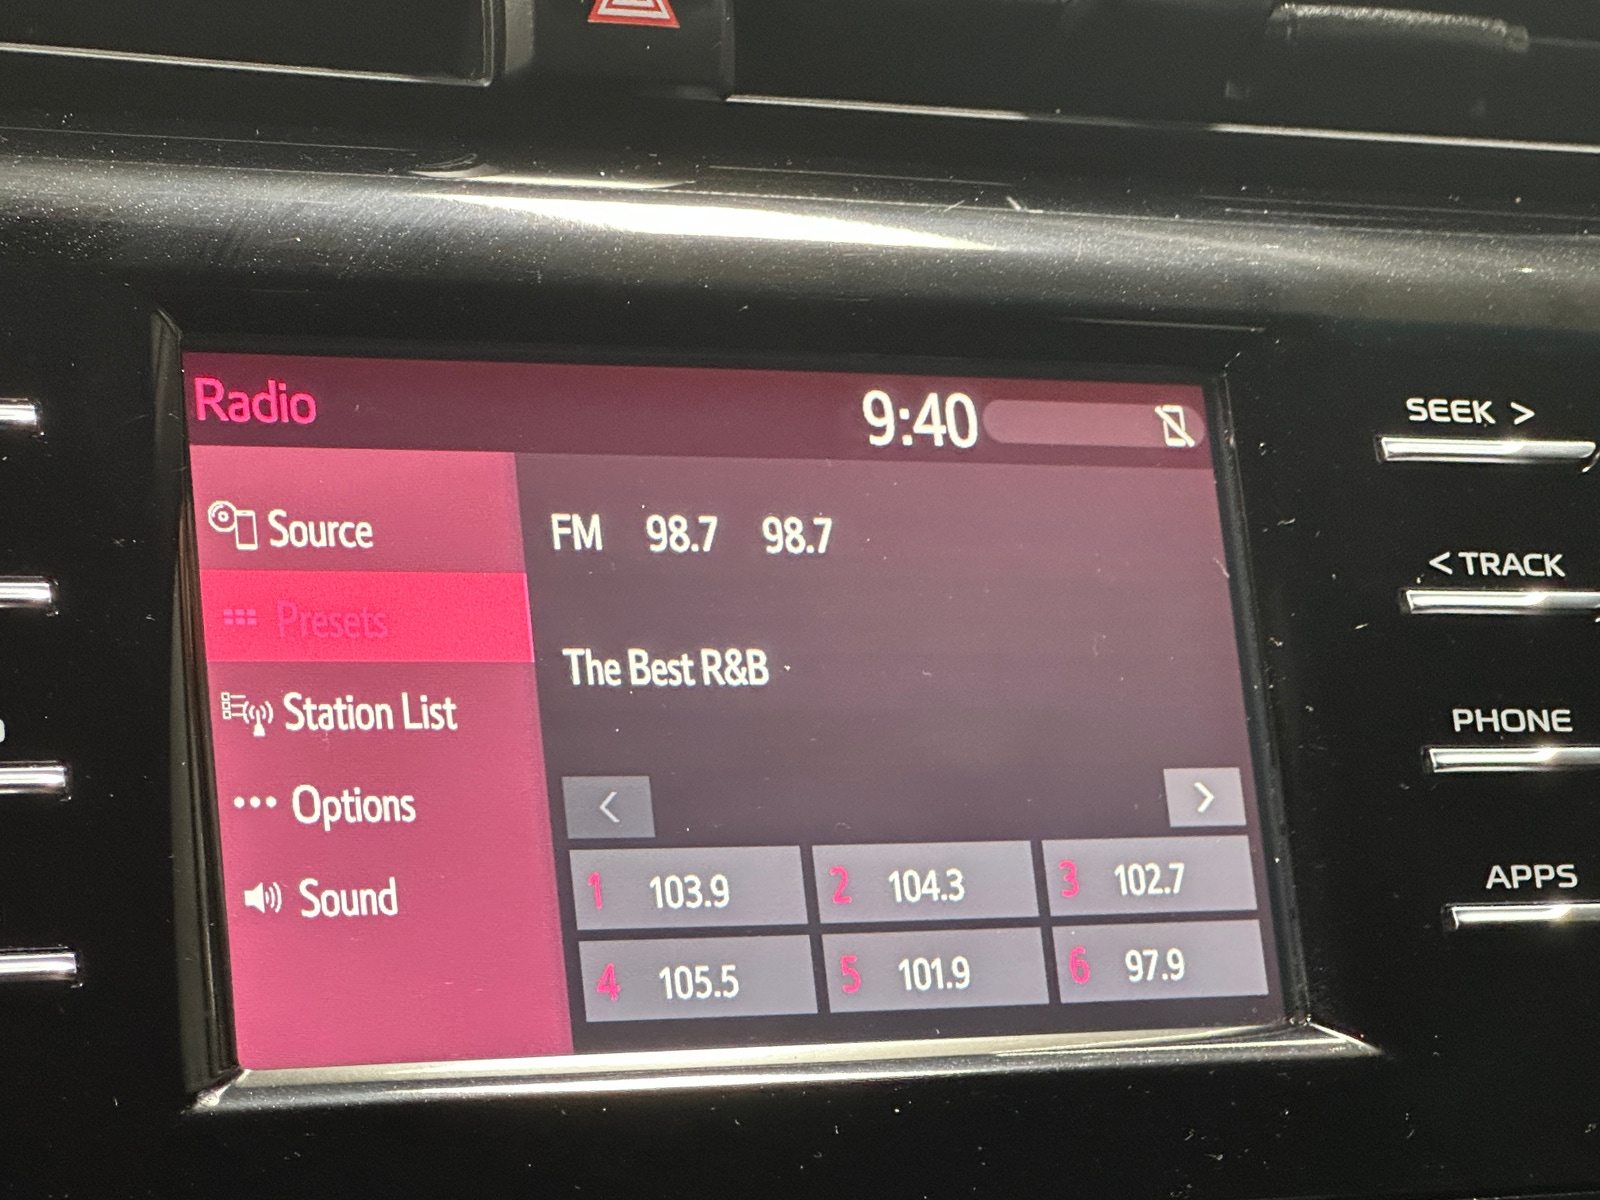 Radio
9:40
Source
Presets
Station List
Options
Sound
FM 98.7 98.7
The Best R&B
< >
1 103.9 2 104.3 3 102.7
4 105.5 5 101.9 6 97.9
SEEK >
< TRACK
PHONE
APPS